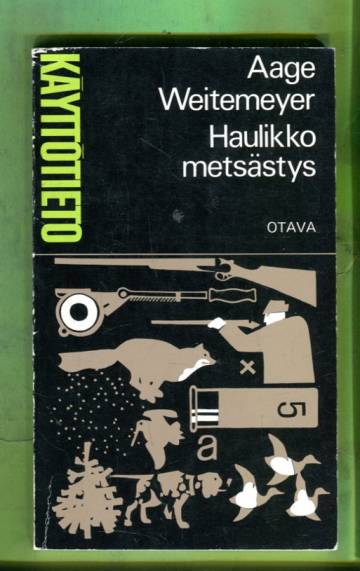 KÄYTTÖTIETO
Aage
Weitemeyer
Haulikko
metsästys
OTAVA
x
5
a